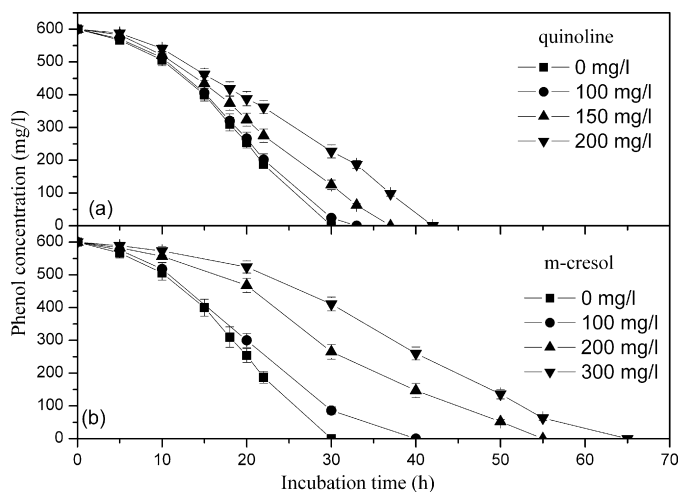 600
500
400
300
200
100
0
quinoline
0 mg/l
100 mg/l
150 mg/l
200 mg/l
(a)
Phenol concentration (mg/l)
600
500
400
300
200
100
0
m-cresol
0 mg/l
100 mg/l
200 mg/l
300 mg/l
(b)
0 10 20 30 40 50 60 70
Incubation time (h)